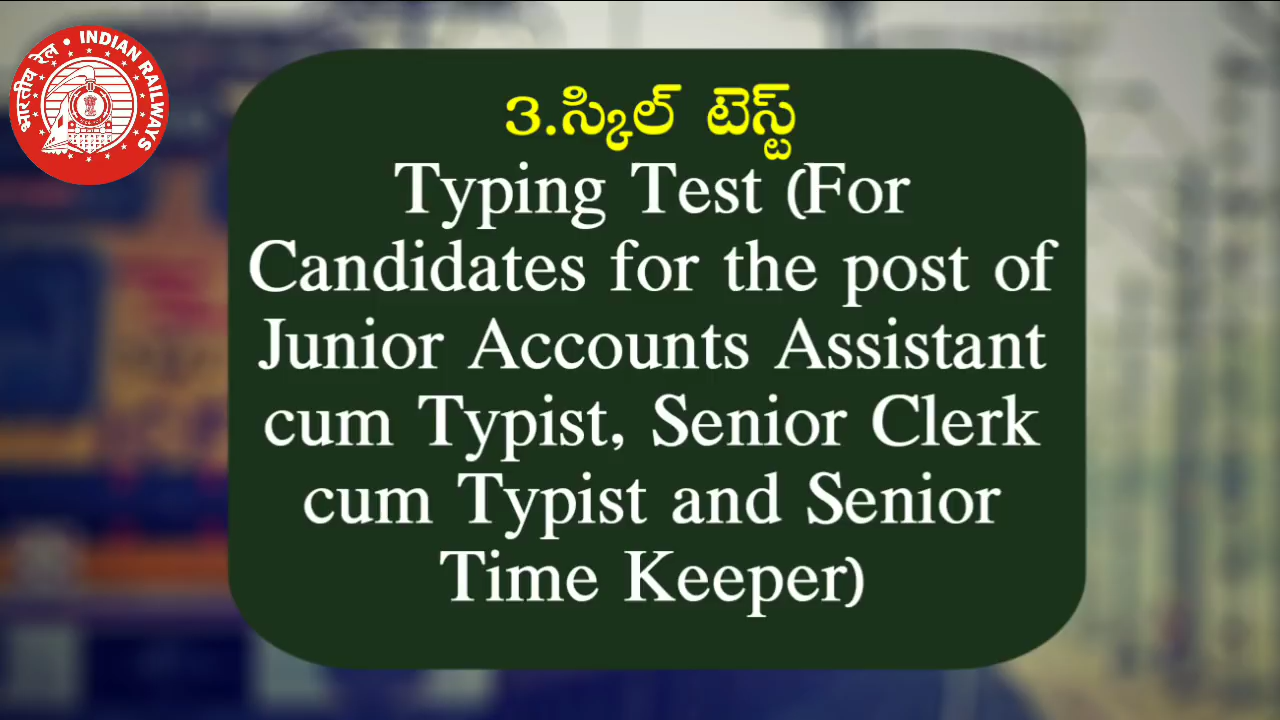 भारतीय रेल • INDIAN RAILWAYS
3.స్కిల్ టెస్ట్
Typing Test (For
Candidates for the post of
Junior Accounts Assistant
cum Typist, Senior Clerk
cum Typist and Senior
Time Keeper)